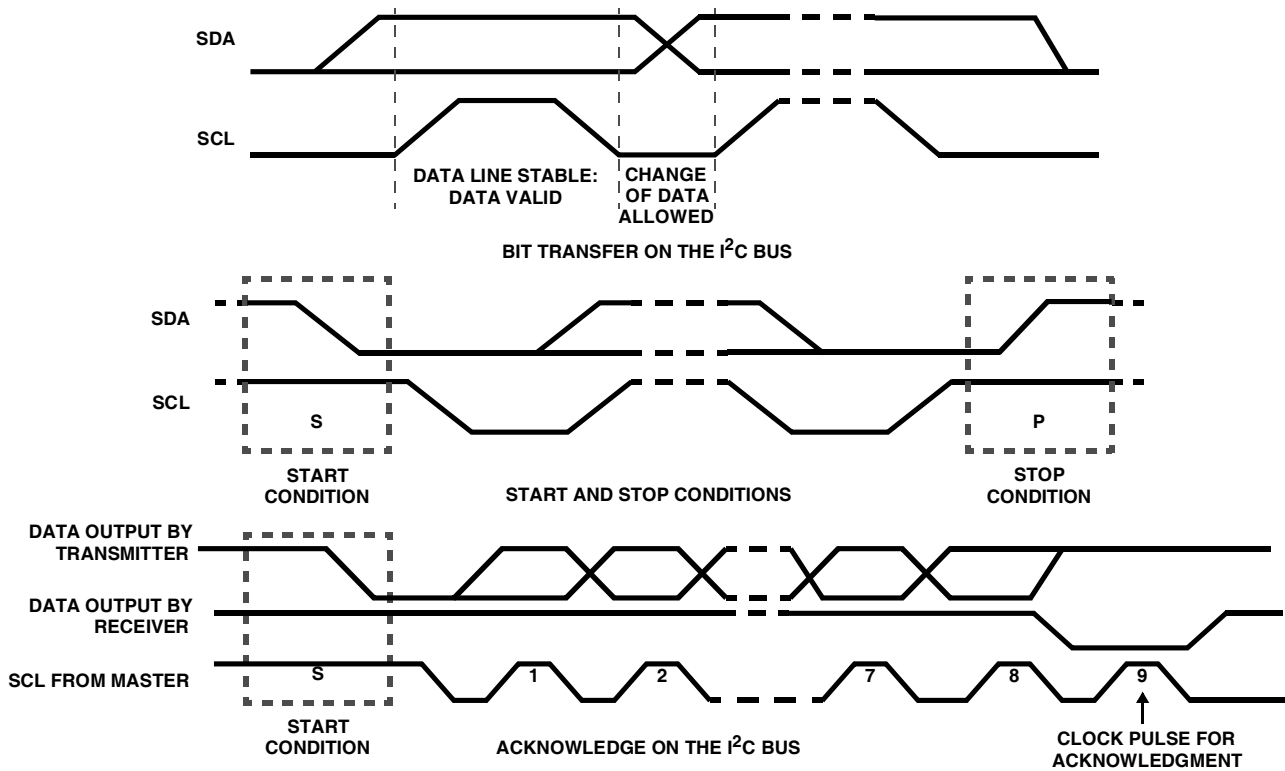 SDA
SCL
DATA LINE STABLE:
DATA VALID
CHANGE
OF DATA
ALLOWED
BIT TRANSFER ON THE I²C BUS
SDA
SCL
S
P
START
CONDITION
START AND STOP CONDITIONS
STOP
CONDITION
DATA OUTPUT BY
TRANSMITTER
DATA OUTPUT BY
RECEIVER
SCL FROM MASTER
S
1
2
7
8
9
START
CONDITION
ACKNOWLEDGE ON THE I²C BUS
CLOCK PULSE FOR
ACKNOWLEDGMENT